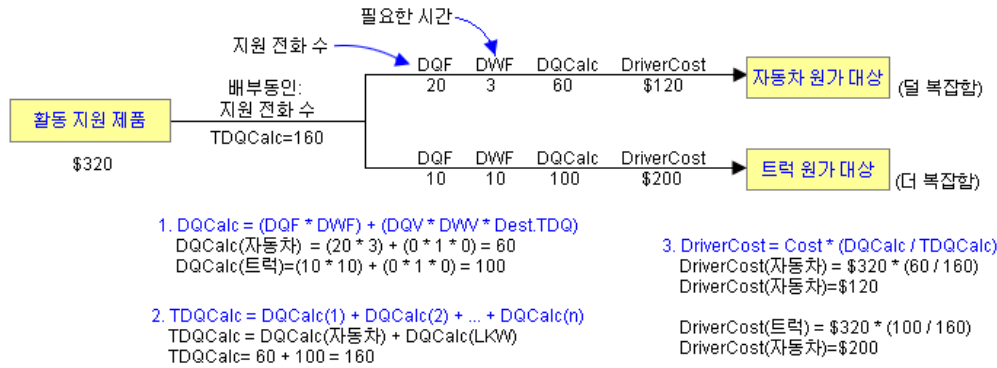 필요한 시간
지원 전화 수
DQF DWF DQCalc DriverCost
20 3 60 $120
자동차 원가 대상 (덜 복잡함)
배부동인:
지원 전화 수
활동 지원 제품
TDQCalc=160
$320
DQF DWF DQCalc DriverCost
10 10 100 $200
트럭 원가 대상 (더 복잡함)
1. DQCalc = (DQF * DWF) + (DQV * DWV * Dest.TDQ)
DQCalc(자동차) = (20 * 3) + (0 * 1 * 0) = 60
DQCalc(트럭)=(10 * 10) + (0 * 1 * 0) = 100
2. TDQCalc = DQCalc(1) + DQCalc(2) + ... + DQCalc(n)
TDQCalc = DQCalc(자동차) + DQCalc(LKW)
TDQCalc= 60 + 100 = 160
3. DriverCost = Cost * (DQCalc / TDQCalc)
DriverCost(자동차) = $320 * (60 / 160)
DriverCost(자동차)=$120
DriverCost(트럭) = $320 * (100 / 160)
DriverCost(자동차)=$200